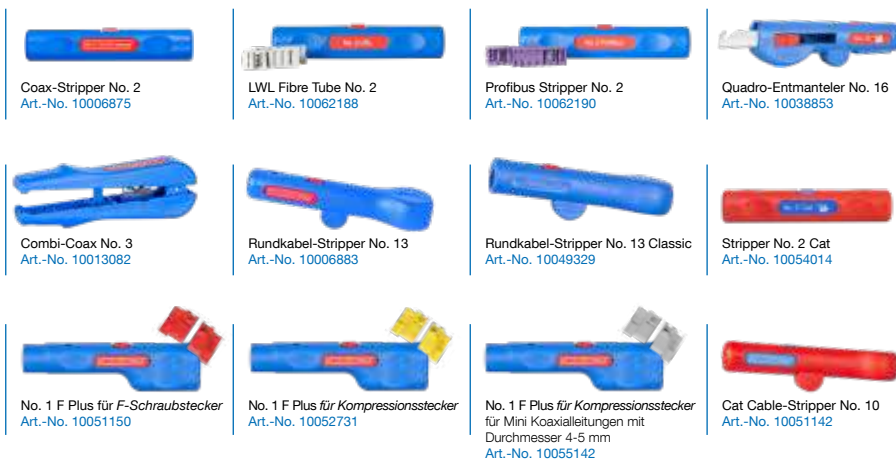 Coax-Stripper No. 2
Art.-No. 10006875
LWL Fibre Tube No. 2
Art.-No. 10062188
Profibus Stripper No. 2
Art.-No. 10062190
Quadro-Entmanteler No. 16
Art.-No. 10038853
Combi-Coax No. 3
Art.-No. 10013082
Rundkabel-Stripper No. 13
Art.-No. 10006883
Rundkabel-Stripper No. 13 Classic
Art.-No. 10049329
Stripper No. 2 Cat
Art.-No. 10054014
No. 1 F Plus für F-Schraubstecker
Art.-No. 10051150
No. 1 F Plus für Kompressionsstecker
Art.-No. 10052731
No. 1 F Plus für Kompressionsstecker
für Mini Koaxialleitungen mit
Durchmesser 4-5 mm
Art.-No. 10055142
Cat Cable-Stripper No. 10
Art.-No. 10051142